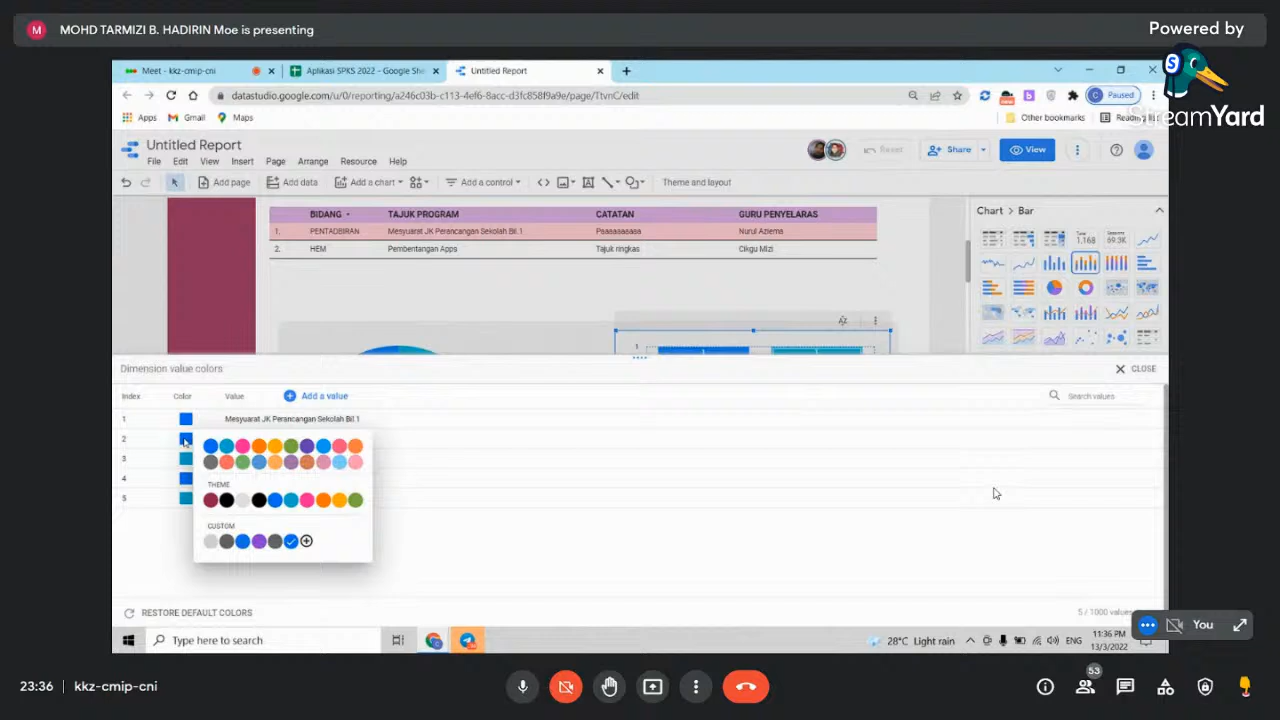 M MOHD TARMIZI B. HADIRIN Moe is presenting
Powered by
S
StreamYard
Meet - kkz-cmip-cni
Aplikasi SPKS 2022 - Google She
Untitled Report
datastudio.google.com/u/0/reporting/a246c03b-c113-4ef6-8acc-d3fc858f9a9e/page/TtvnC/edit
C Paused
Apps Gmail Maps
Other bookmarks Reading list
Untitled Report
File Edit View Insert Page Arrange Resource Help
Reset Share View
Add page Add data Add a chart Add a control Theme and layout
BIDANG TAJUK PROGRAM CATATAN GURU PENYELARAS
1. PENTADBIRAN Mesyuarat JK Perancangan Sekolah Bil.1 Psaaaaaaaaa Nurul Aziema
2. HEM Pembentangan Apps Tajuk ringkas Cikgu Mizi
Chart > Bar
Total 1,168 Sessions 69.3K
1
Dimension value colors
CLOSE
Index Color Value Add a value Search values
1 Mesyuarat JK Perancangan Sekolah Bil.1
2
3
4
5
THEME
CUSTOM
RESTORE DEFAULT COLORS
5 / 1000 values
Type here to search
28°C Light rain
ENG
11:36 PM
13/3/2022
You
23:36 | kkz-cmip-cni
53